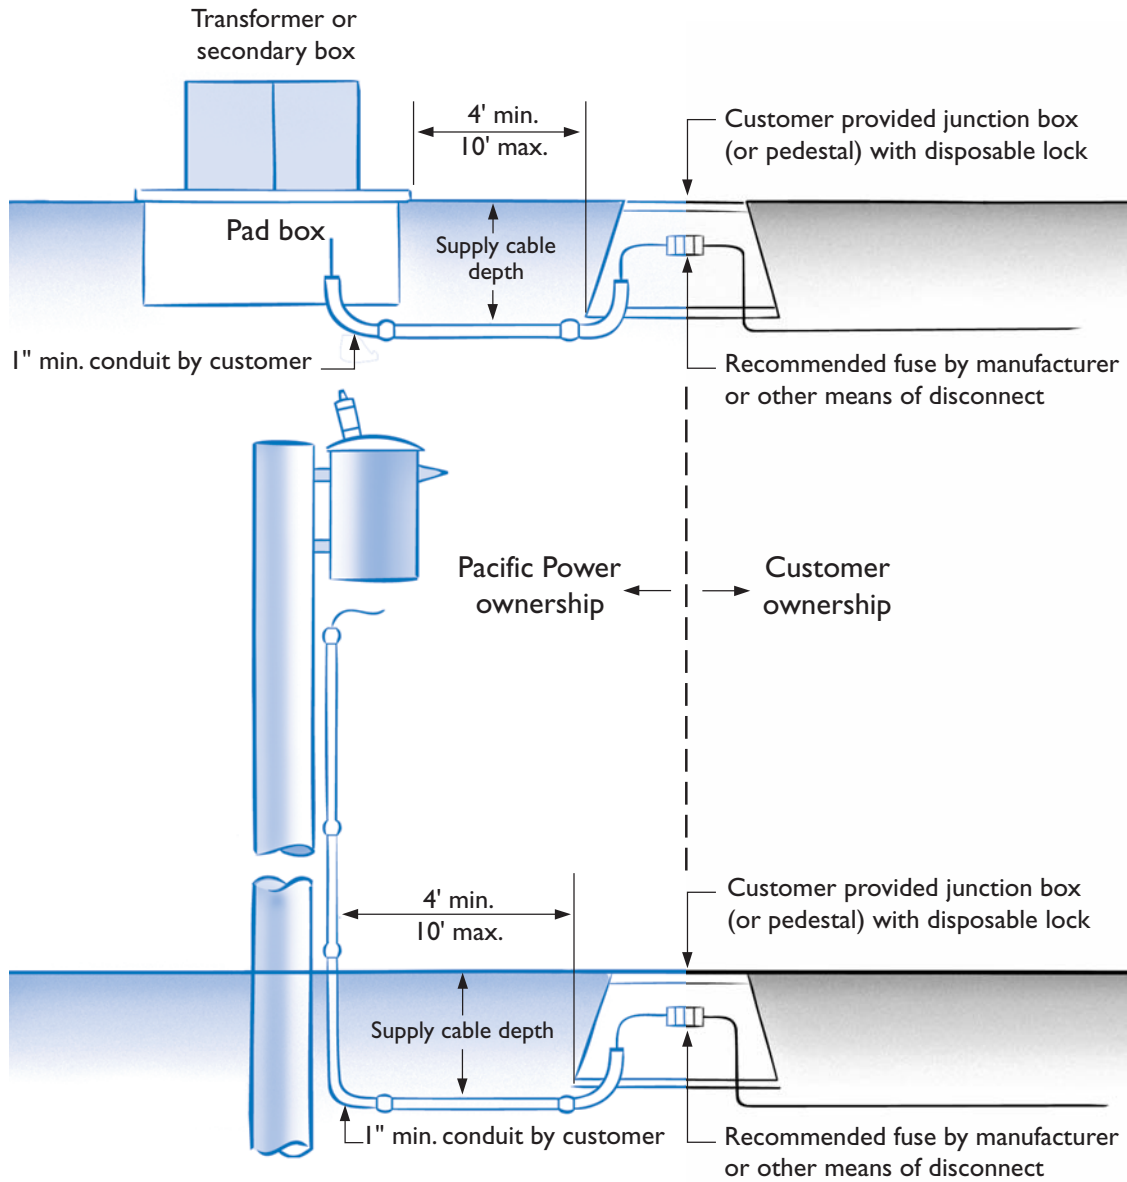 Transformer or
secondary box
4' min.
10' max.
Customer provided junction box
(or pedestal) with disposable lock
Pad box
Supply cable
depth
1" min. conduit by customer
Recommended fuse by manufacturer
or other means of disconnect
Pacific Power
ownership
Customer
ownership
4' min.
10' max.
Customer provided junction box
(or pedestal) with disposable lock
Supply cable depth
1" min. conduit by customer
Recommended fuse by manufacturer
or other means of disconnect